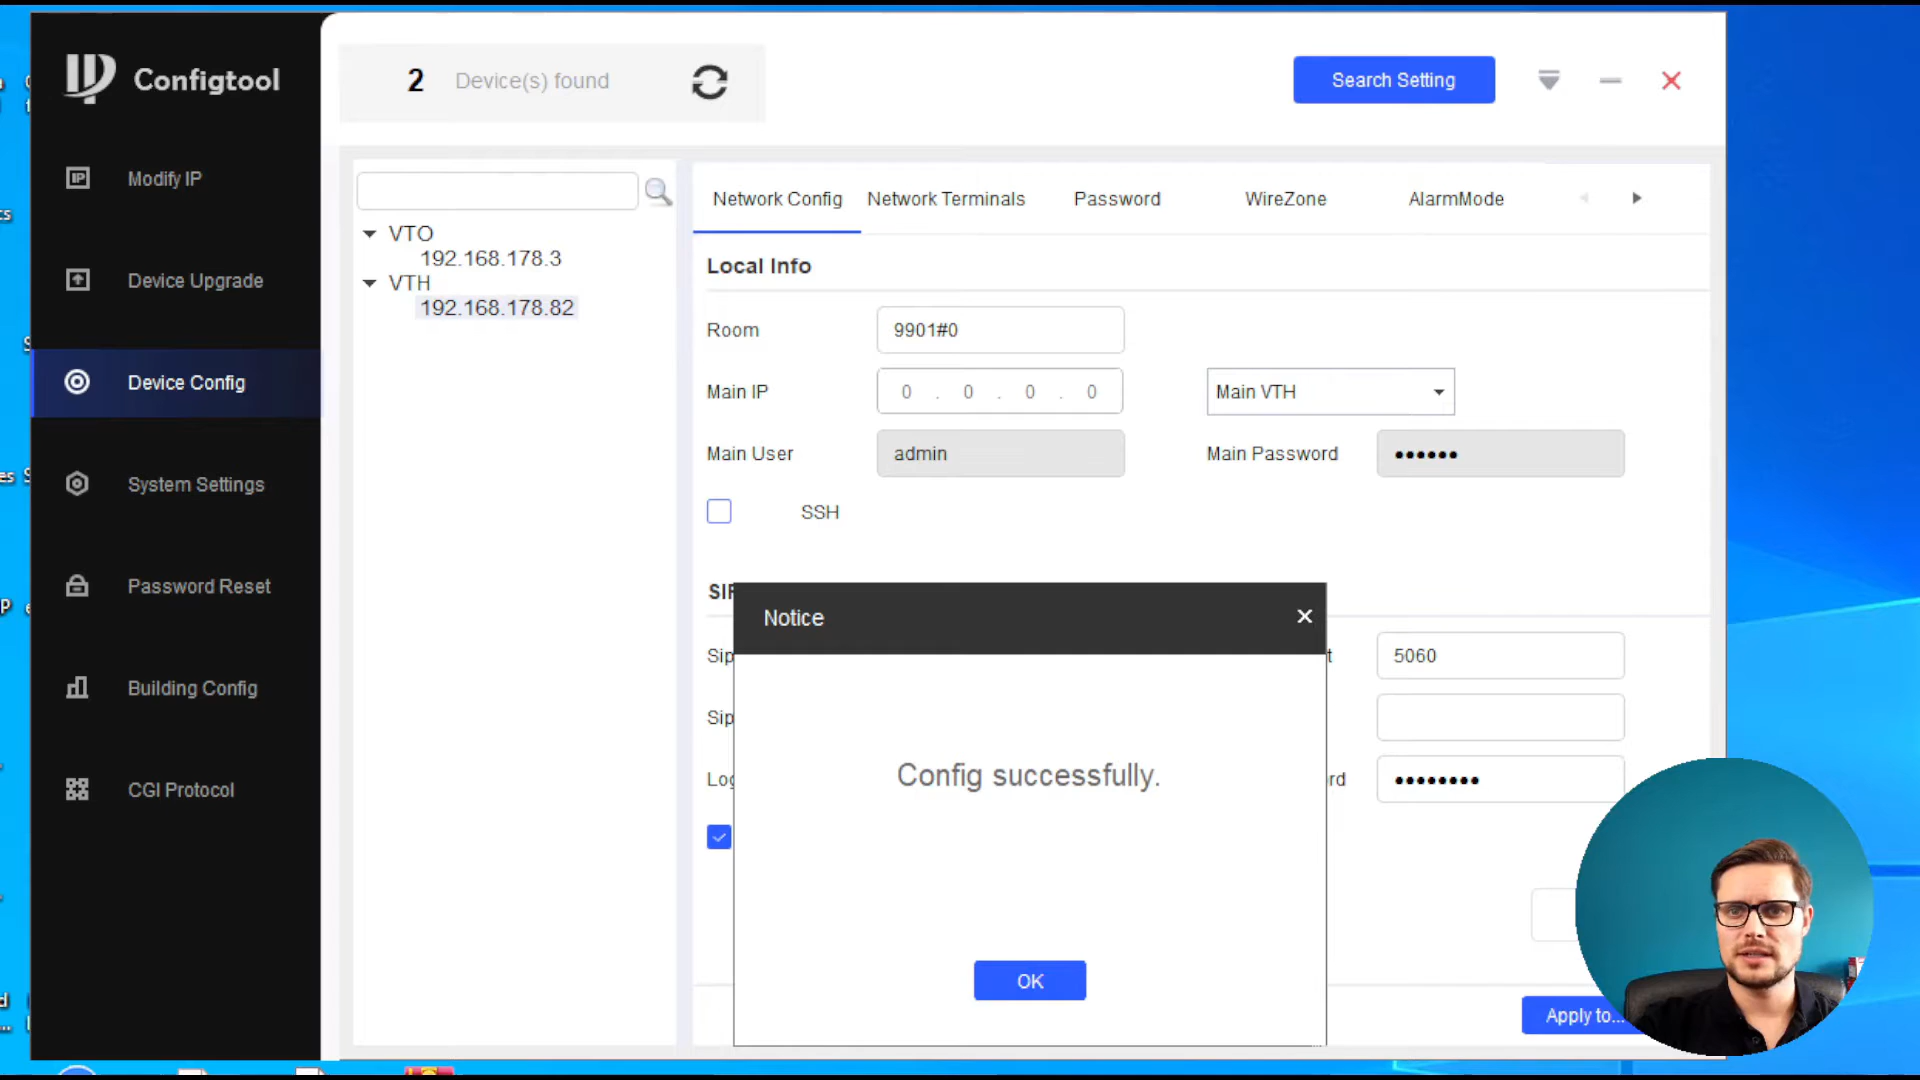 Configtool
2 Device(s) found
Search Setting
Modify IP
Device Upgrade
Device Config
System Settings
Password Reset
Building Config
CGI Protocol
VTO
192.168.178.3
VTH
192.168.178.82
Network Config Network Terminals Password WireZone AlarmMode
Local Info
Room 9901#0
Main IP 0 . 0 . 0 . 0 Main VTH
Main User admin Main Password ••••••
SSH
Notice
Sip 5060
Sip
••••••••
Config successfully.
OK
Apply to...